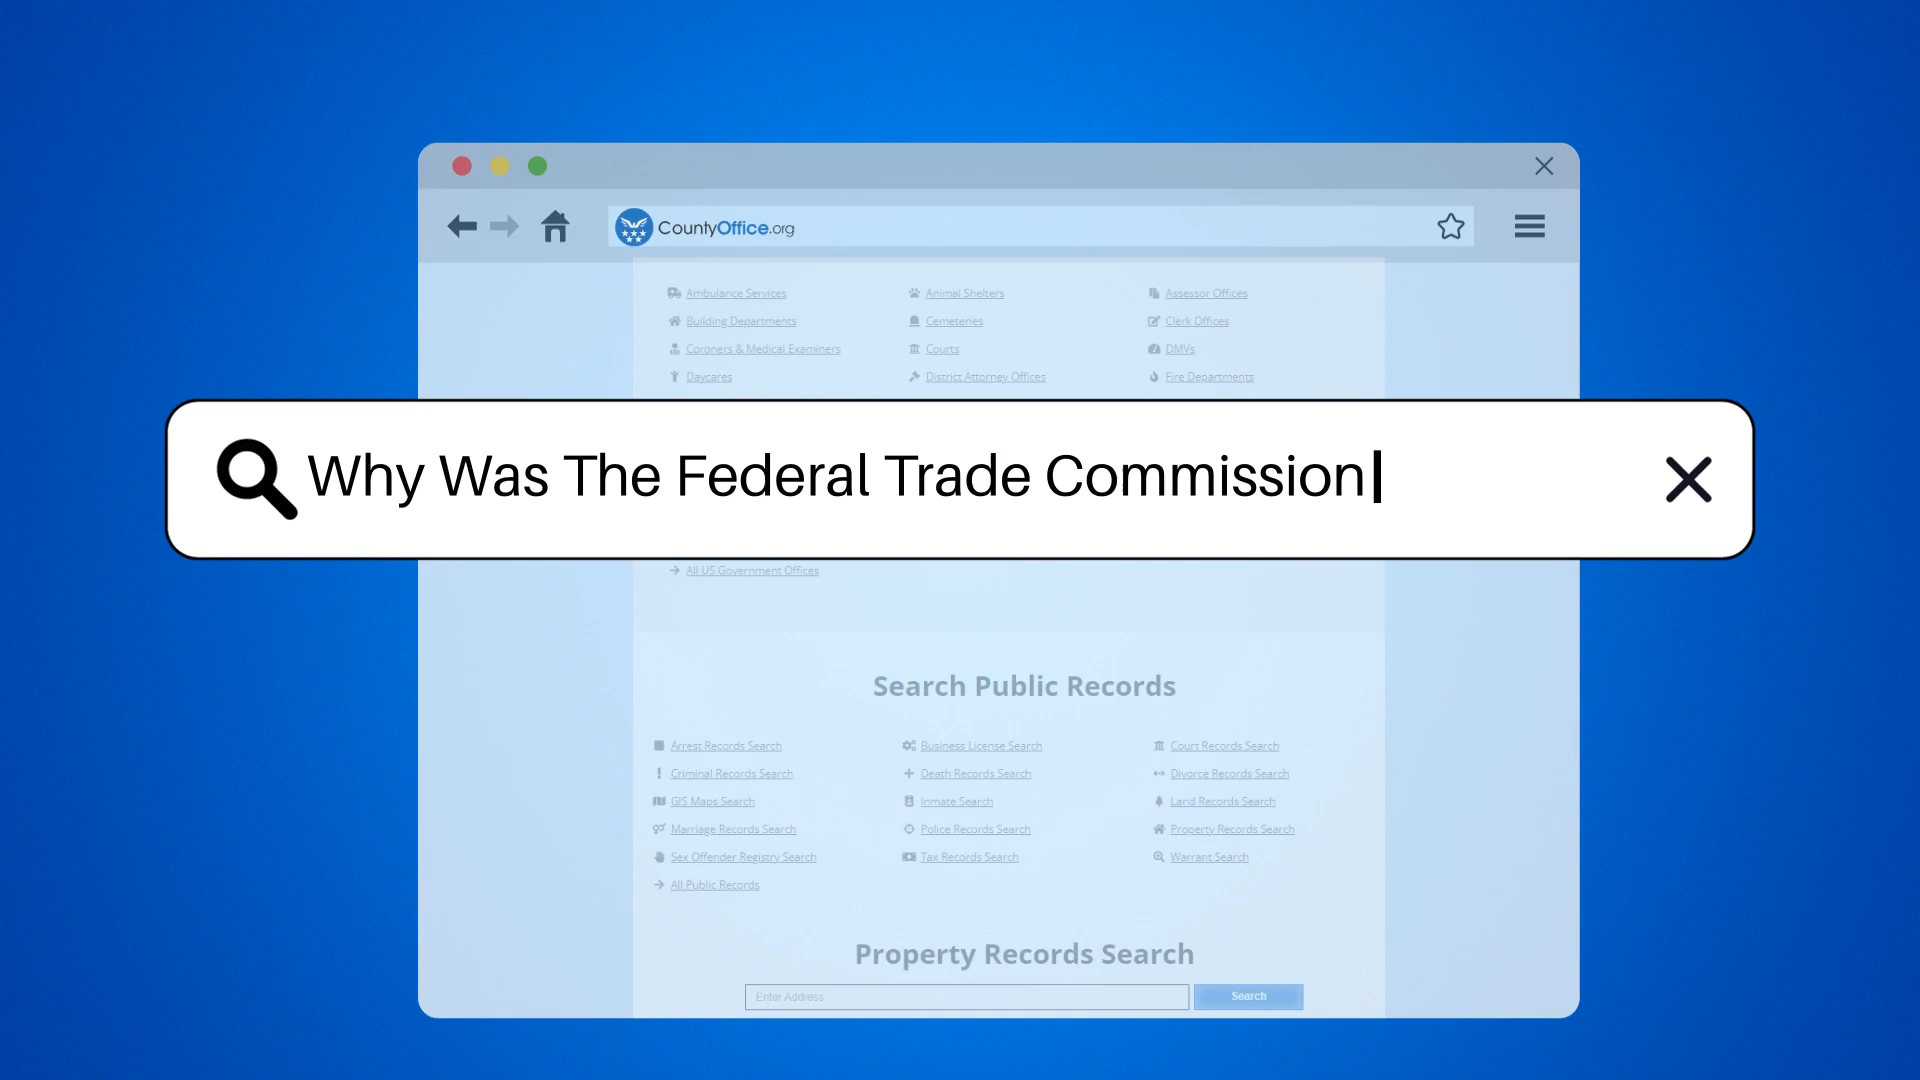 CountyOffice.org
Ambulance Services Animal Shelters Assessor Offices
Building Departments Cemeteries Clerk Offices
Coroners & Medical Examiners Courts DMVs
Daycares District Attorney Offices Fire Departments
Why Was The Federal Trade Commission
All US Government Offices
Search Public Records
Arrest Records Search Business License Search Court Records Search
Criminal Records Search Death Records Search Divorce Records Search
GIS Maps Search Inmate Search Land Records Search
Marriage Records Search Police Records Search Property Records Search
Sex Offender Registry Search Tax Records Search Warrant Search
All Public Records
Property Records Search
Enter Address Search